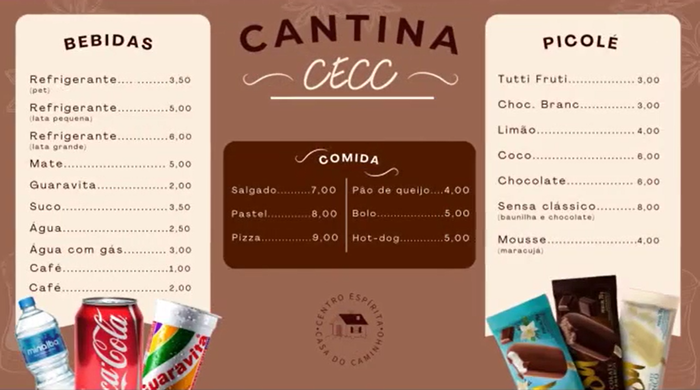 BEBIDAS
Refrigerante.... ........3,50
(pet)
Refrigerante............5,00
(lata pequena)
Refrigerante............6,00
(lata grande)
Mate........................ 5,00
Guaravita.................2,00
Suco........................3,50
Água........................2,50
Água com gás...........3,00
Café........................1,00
Café........................2,00
minalba
Coca-Cola
Guaravita
CANTINA
CECC
COMIDA
Salgado..........7,00
Pastel.............8,00
Pizza...............9,00
Pão de queijo....4,00
Bolo.................5,00
Hot-dog...........5,00
CENTRO ESPÍRITA
CASA DO CAMINHO
PICOLÉ
Tutti Fruti................3,00
Choc. Branc.............3,00
Limão......................4,00
Coco.......................6,00
Chocolate................6,00
Sensa clássico.........8,00
(baunilha e chocolate)
Mousse....................4,00
(maracujá)